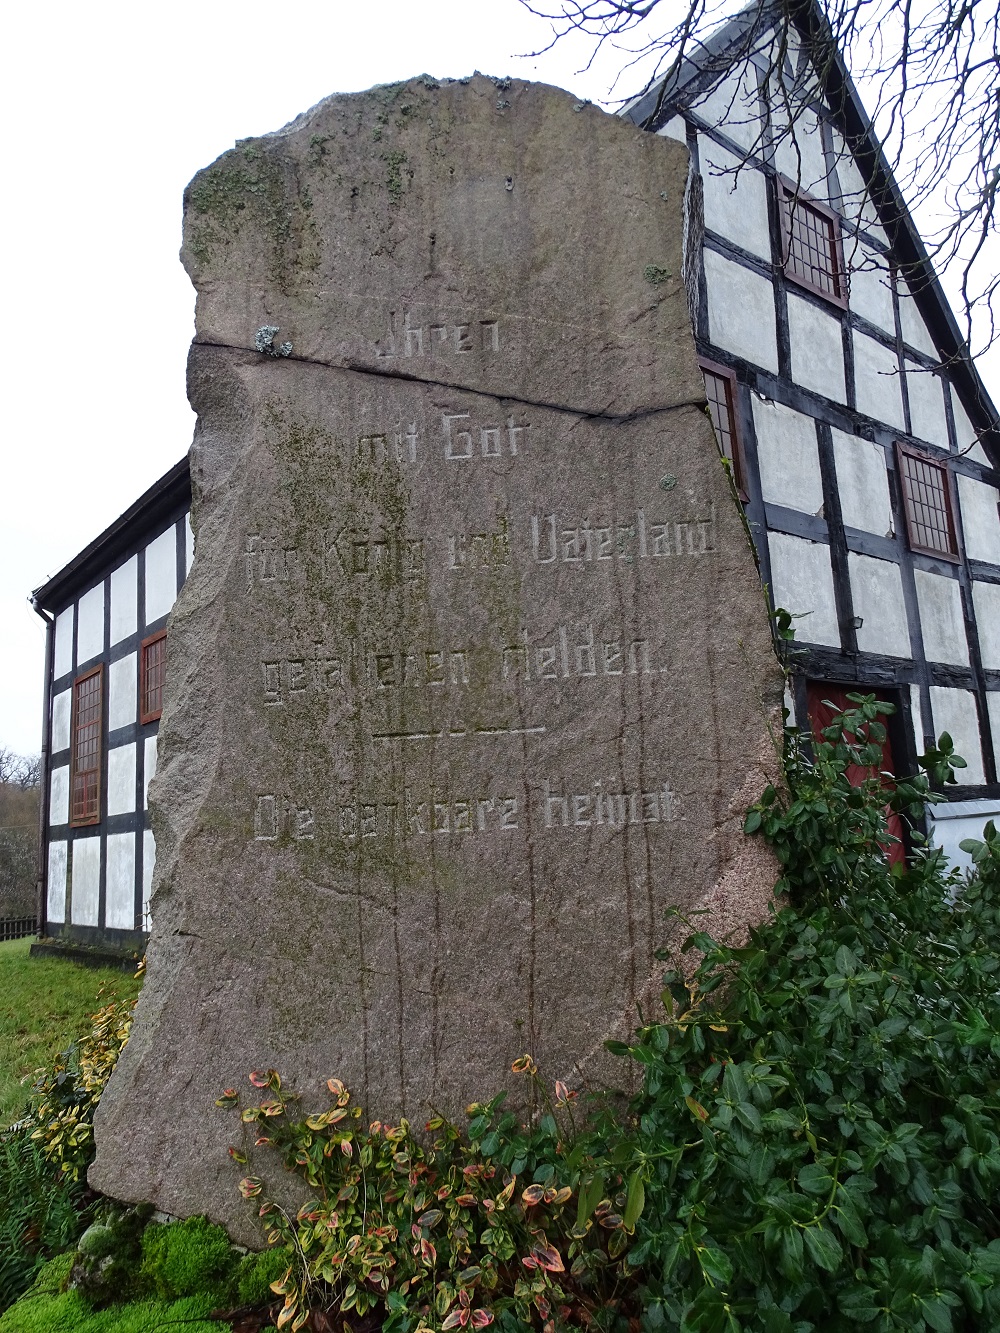 Ihren
mit Got
für König und Vaterland
gefallenen Helden.
Die dankbare Heimat.